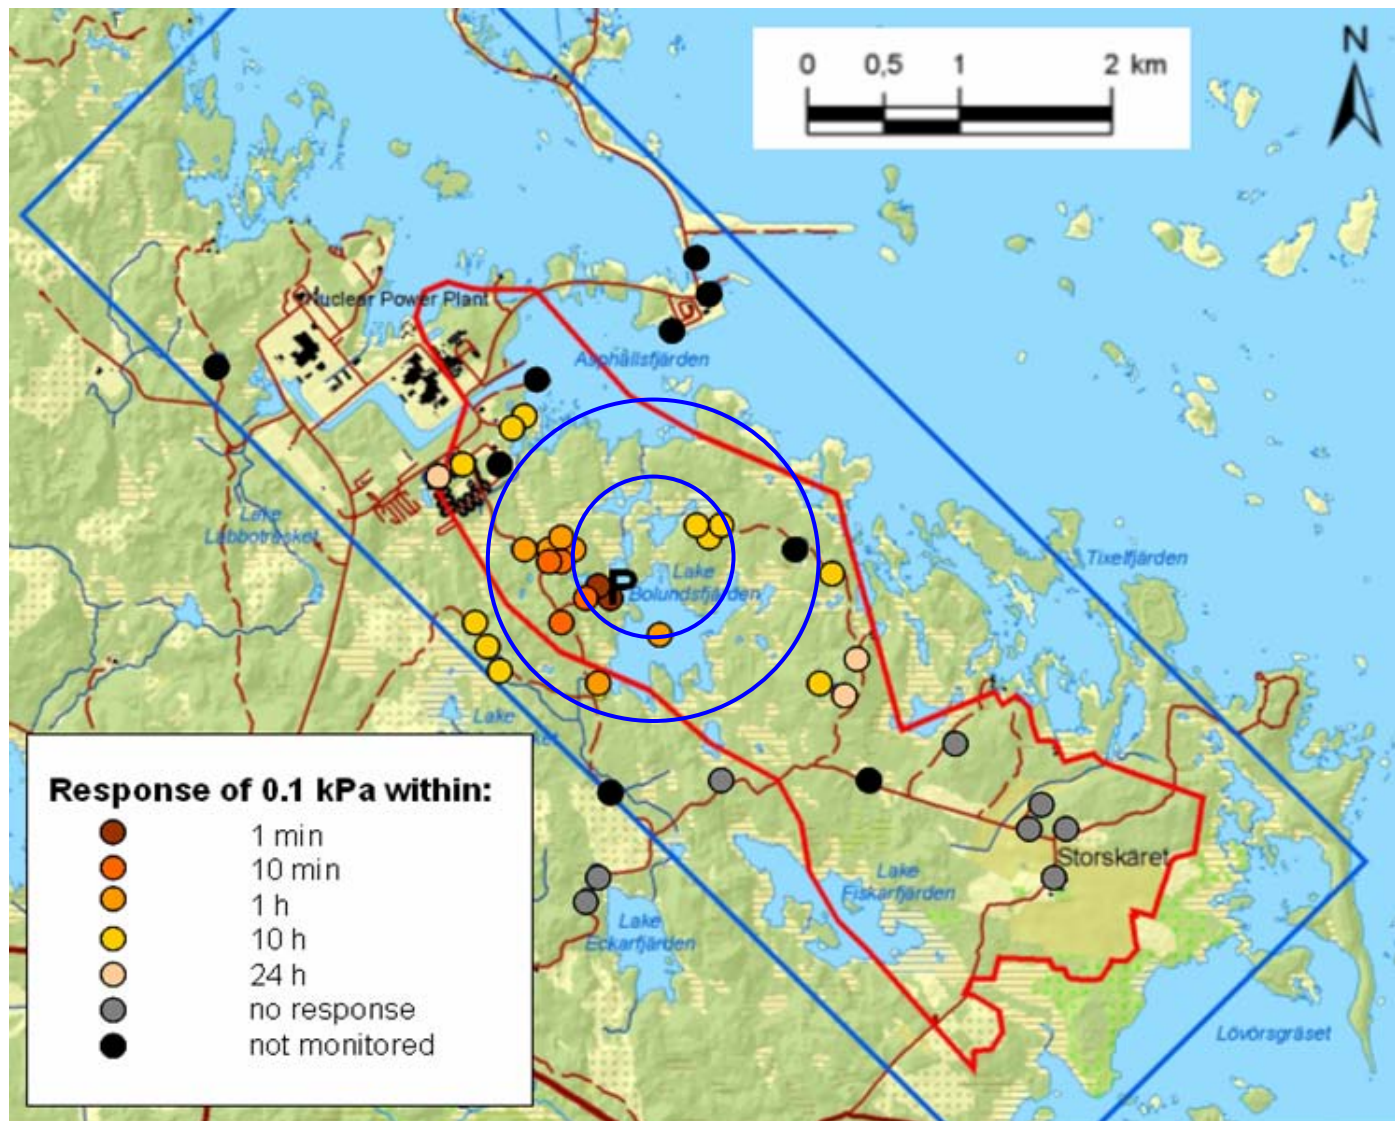 N
0 0,5 1 2 km
Nuclear Power Plant
Asphällsfjärden
Lake
Labboträsket
Tixelfjärden
Lake
Bolundsfjärden
P
Lake
Storskäret
Lake
Fiskarfjärden
Lake
Eckarfjärden
Lövörsgräset
Response of 0.1 kPa within:
1 min
10 min
1 h
10 h
24 h
no response
not monitored